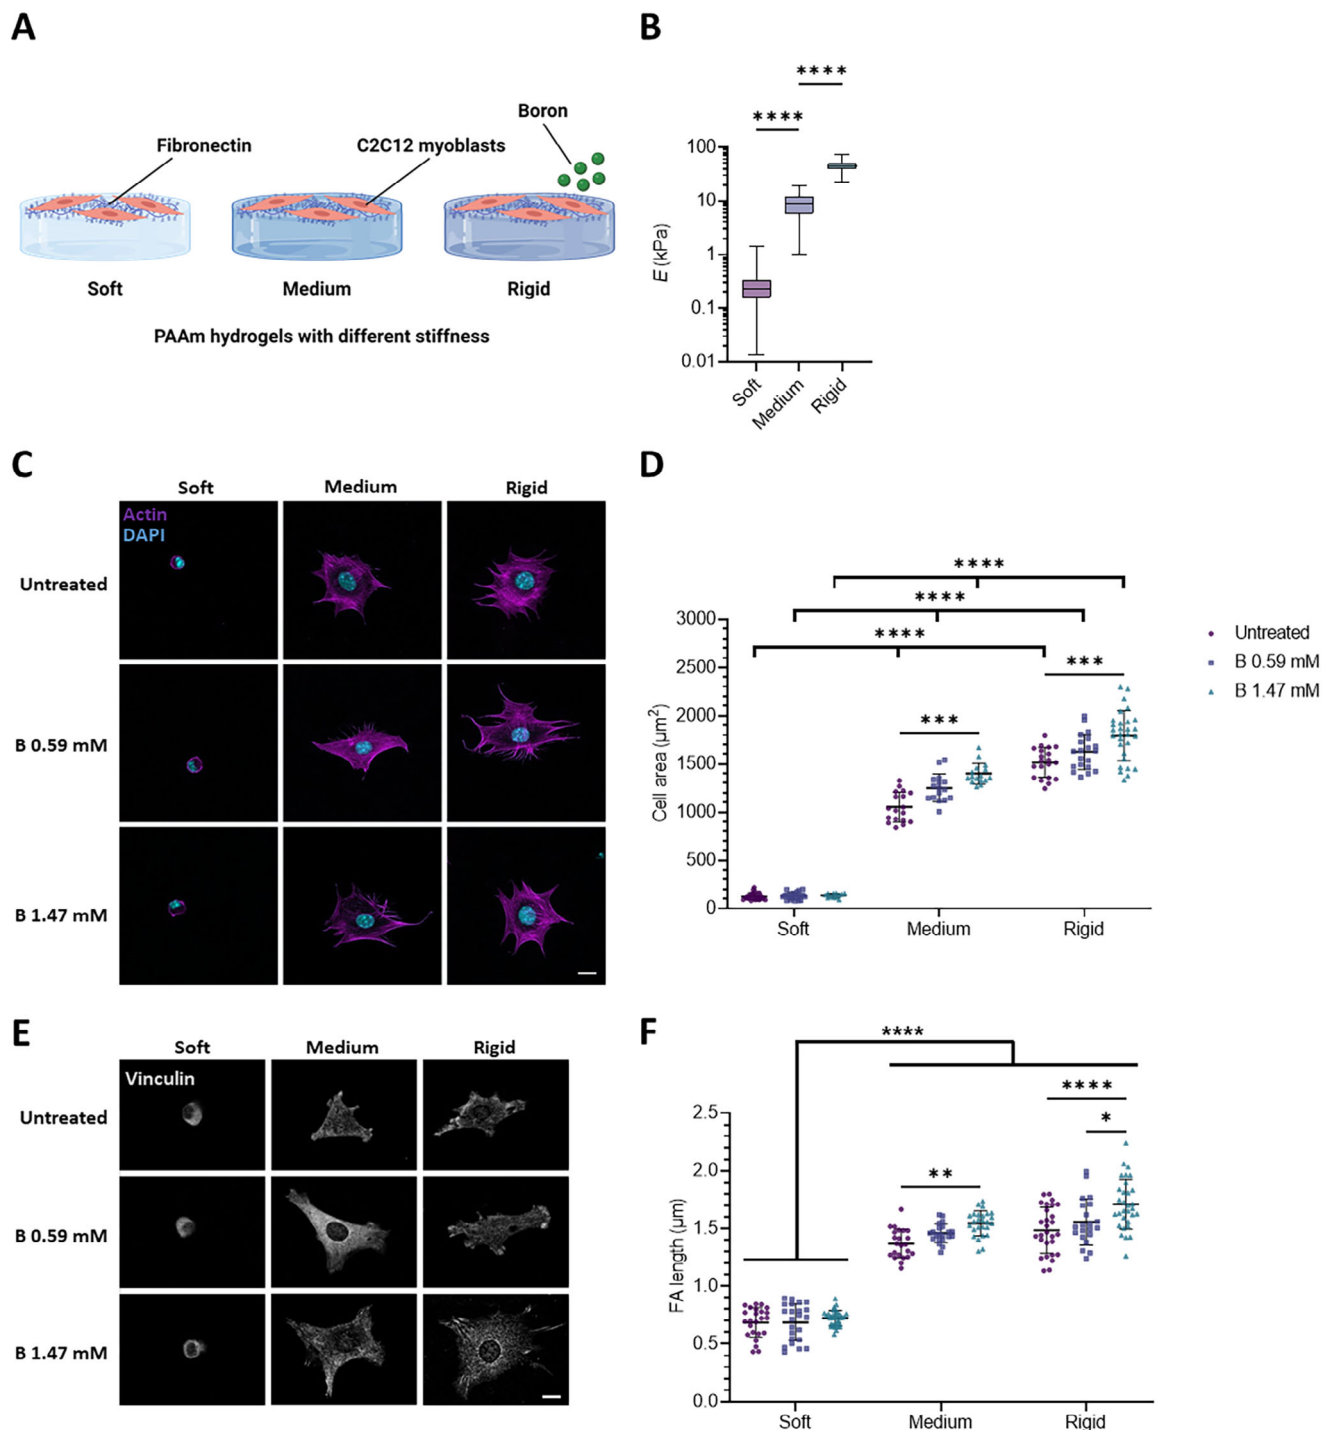 A
Boron
Fibronectin
C2C12 myoblasts
Soft
Medium
Rigid
PAAm hydrogels with different stiffness
B
****
****
100
10
1
0.1
0.01
E (kPa)
Soft
Medium
Rigid
C
Soft
Medium
Rigid
Actin
DAPI
Untreated
B 0.59 mM
B 1.47 mM
D
****
****
****
***
***
3000
2500
2000
1500
1000
500
0
Cell area (µm²)
Soft
Medium
Rigid
Untreated
B 0.59 mM
B 1.47 mM
E
Soft
Medium
Rigid
Vinculin
Untreated
B 0.59 mM
B 1.47 mM
F
****
****
*
**
2.5
2.0
1.5
1.0
0.5
0.0
FA length (µm)
Soft
Medium
Rigid